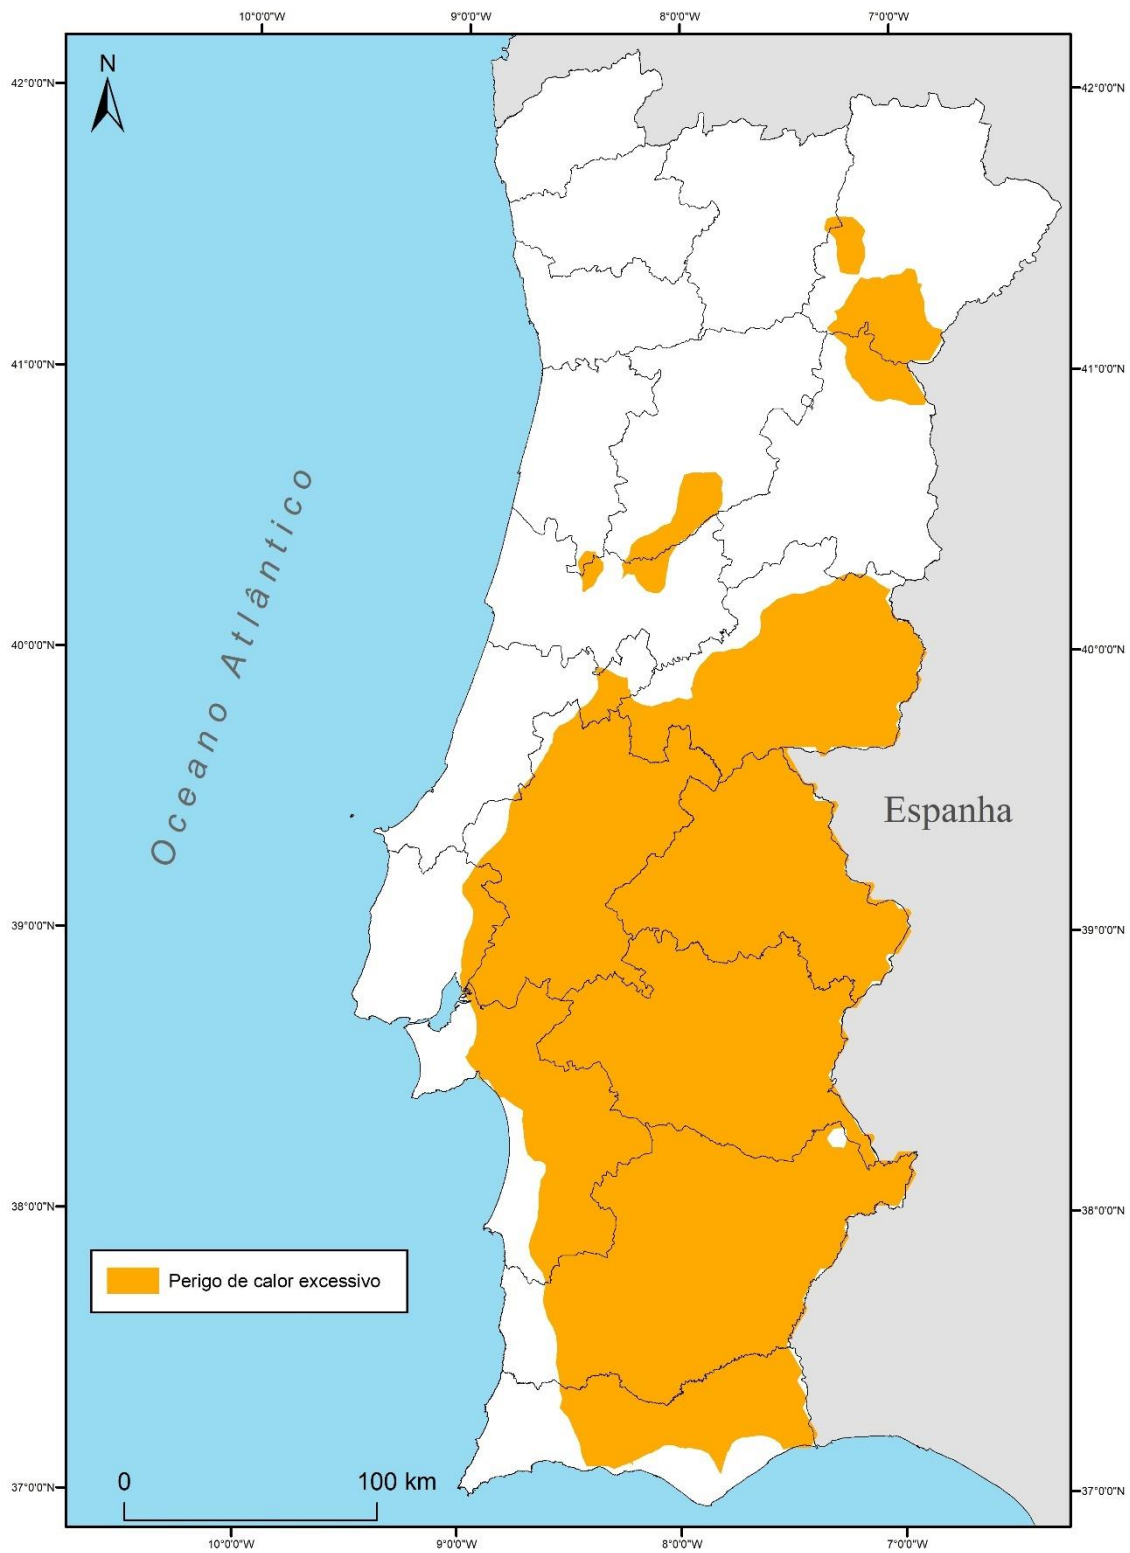 10°0'0"W 9°0'0"W 8°0'0"W 7°0'0"W
N
42°0'0"N 42°0'0"N
41°0'0"N 41°0'0"N
Oceano Atlântico
40°0'0"N 40°0'0"N
Espanha
39°0'0"N 39°0'0"N
38°0'0"N 38°0'0"N
Perigo de calor excessivo
0 100 km
37°0'0"N 37°0'0"N
10°0'0"W 9°0'0"W 8°0'0"W 7°0'0"W